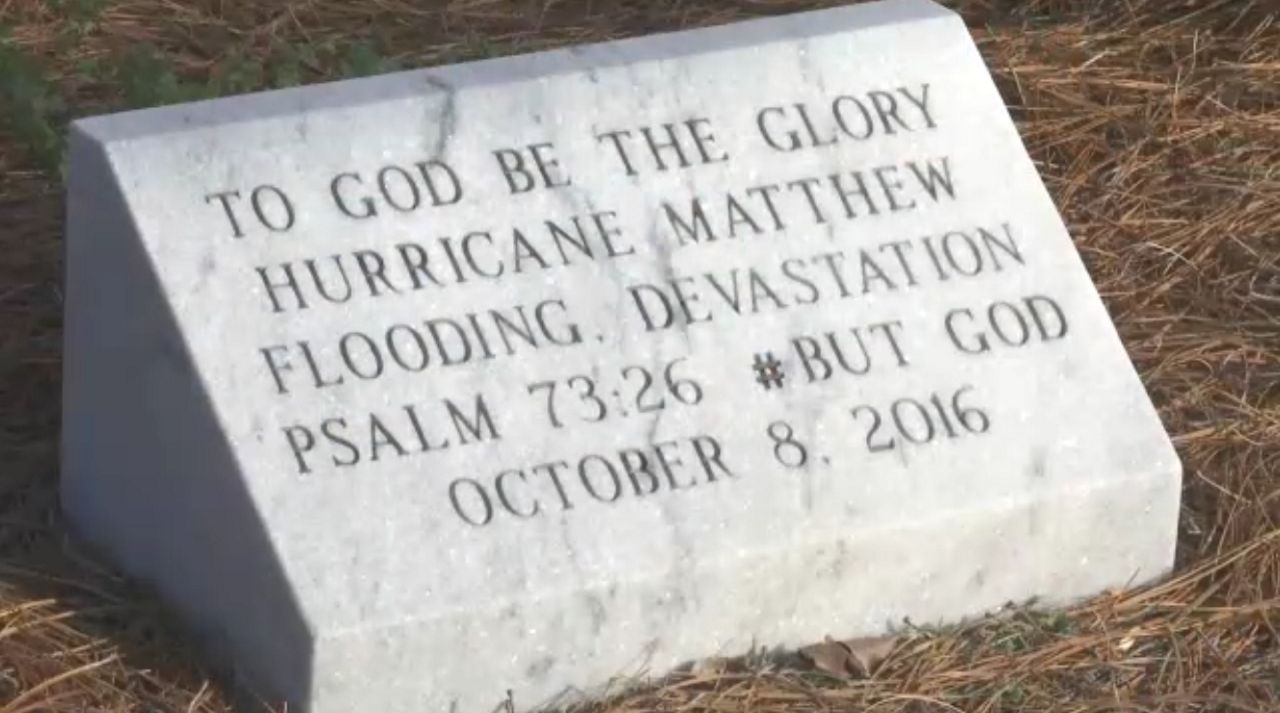 TO GOD BE THE GLORY
HURRICANE MATTHEW
FLOODING, DEVASTATION
PSALM 73:26 #BUT GOD
OCTOBER 8, 2016